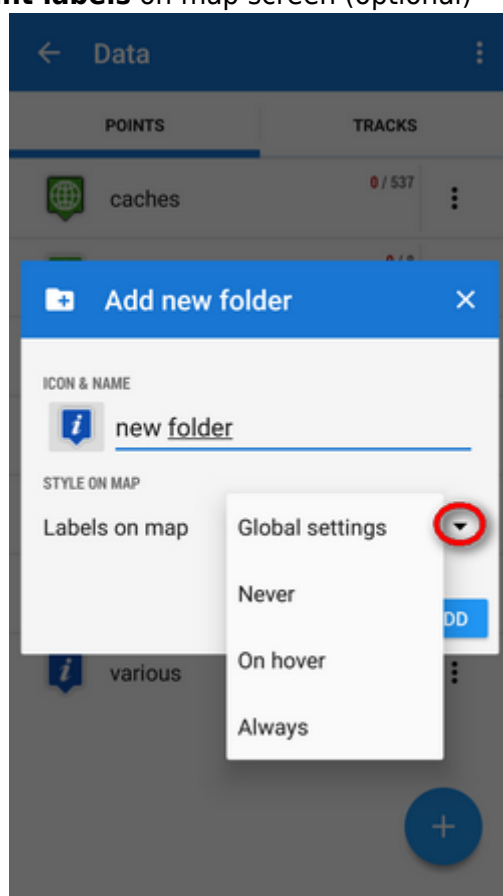 labels on map screen (optional)
Data
POINTS
TRACKS
caches
0 / 537
Add new folder
ICON & NAME
new folder
STYLE ON MAP
Labels on map
Global settings
Never
DD
On hover
various
Always